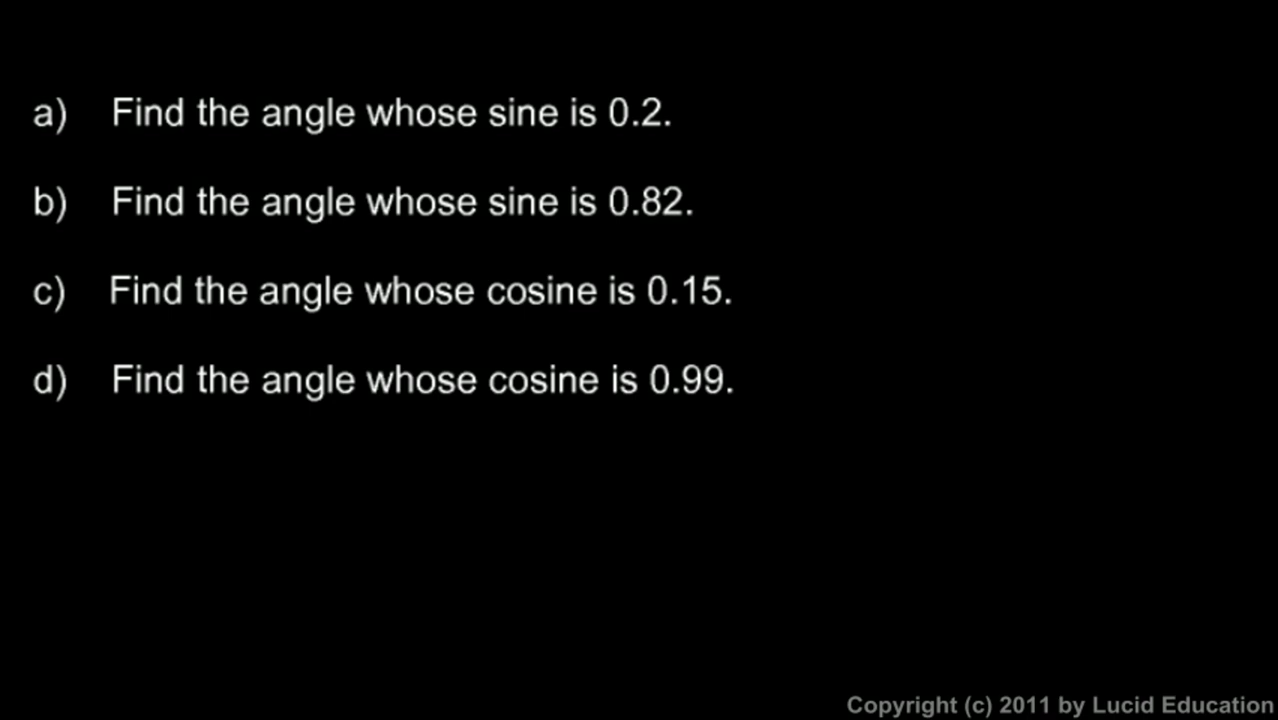 a) Find the angle whose sine is 0.2.
b) Find the angle whose sine is 0.82.
c) Find the angle whose cosine is 0.15.
d) Find the angle whose cosine is 0.99.
Copyright (c) 2011 by Lucid Education